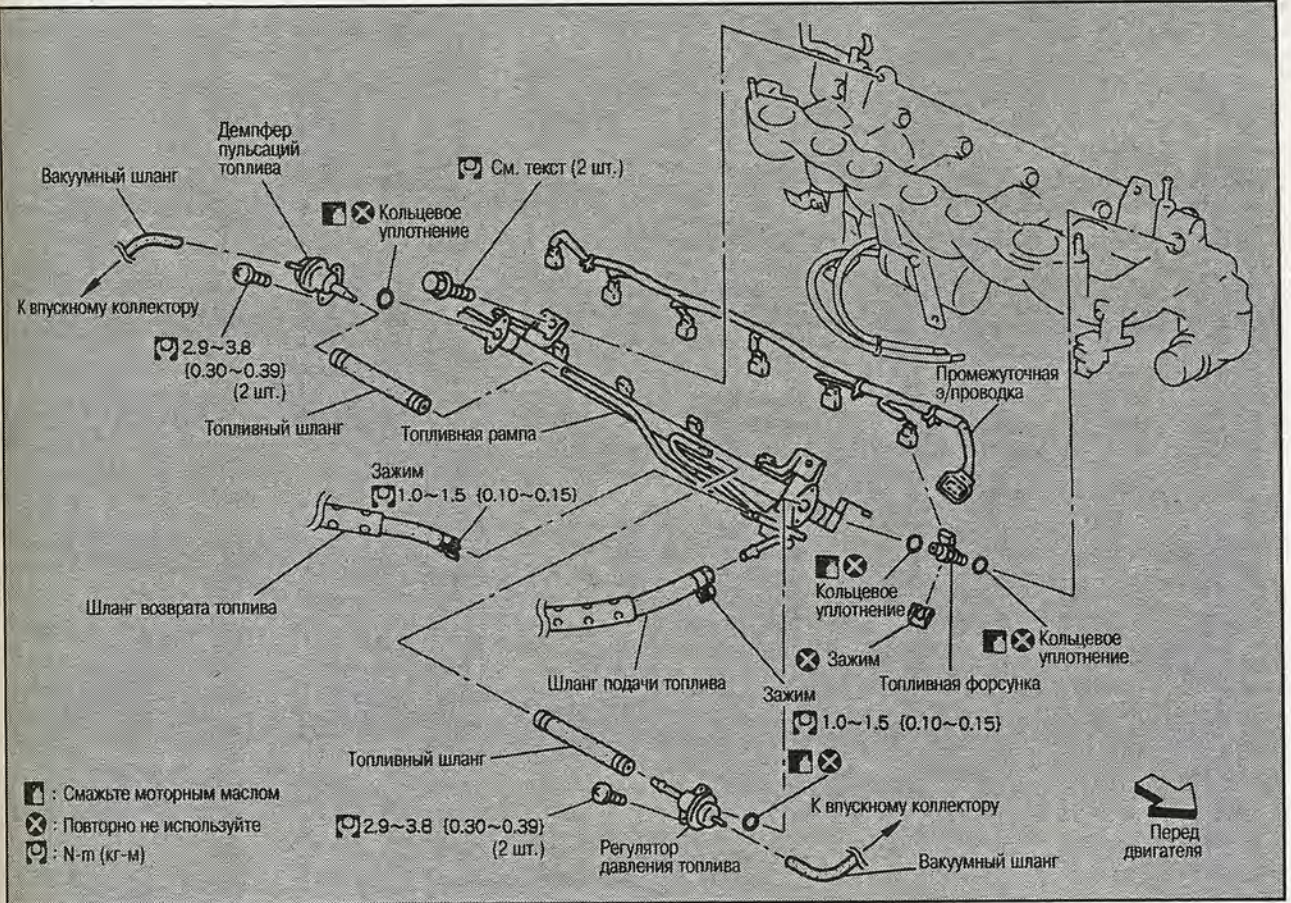 Демпфер
пульсаций
топлива
Вакуумный шланг
См. текст (2 шт.)
Кольцевое
уплотнение
К впускному коллектору
2.9~3.8
{0.30~0.39}
(2 шт.)
Промежуточная
э/проводка
Топливный шланг
Топливная рампа
Зажим
1.0~1.5 {0.10~0.15}
Шланг возврата топлива
Кольцевое
уплотнение
Кольцевое
уплотнение
Зажим
Шланг подачи топлива
Топливная форсунка
Зажим
1.0~1.5 {0.10~0.15}
Топливный шланг
: Смажьте моторным маслом
: Повторно не используйте
: N-m (кг-м)
2.9~3.8 {0.30~0.39}
(2 шт.)
Регулятор
давления топлива
К впускному коллектору
Вакуумный шланг
Перед
двигателя